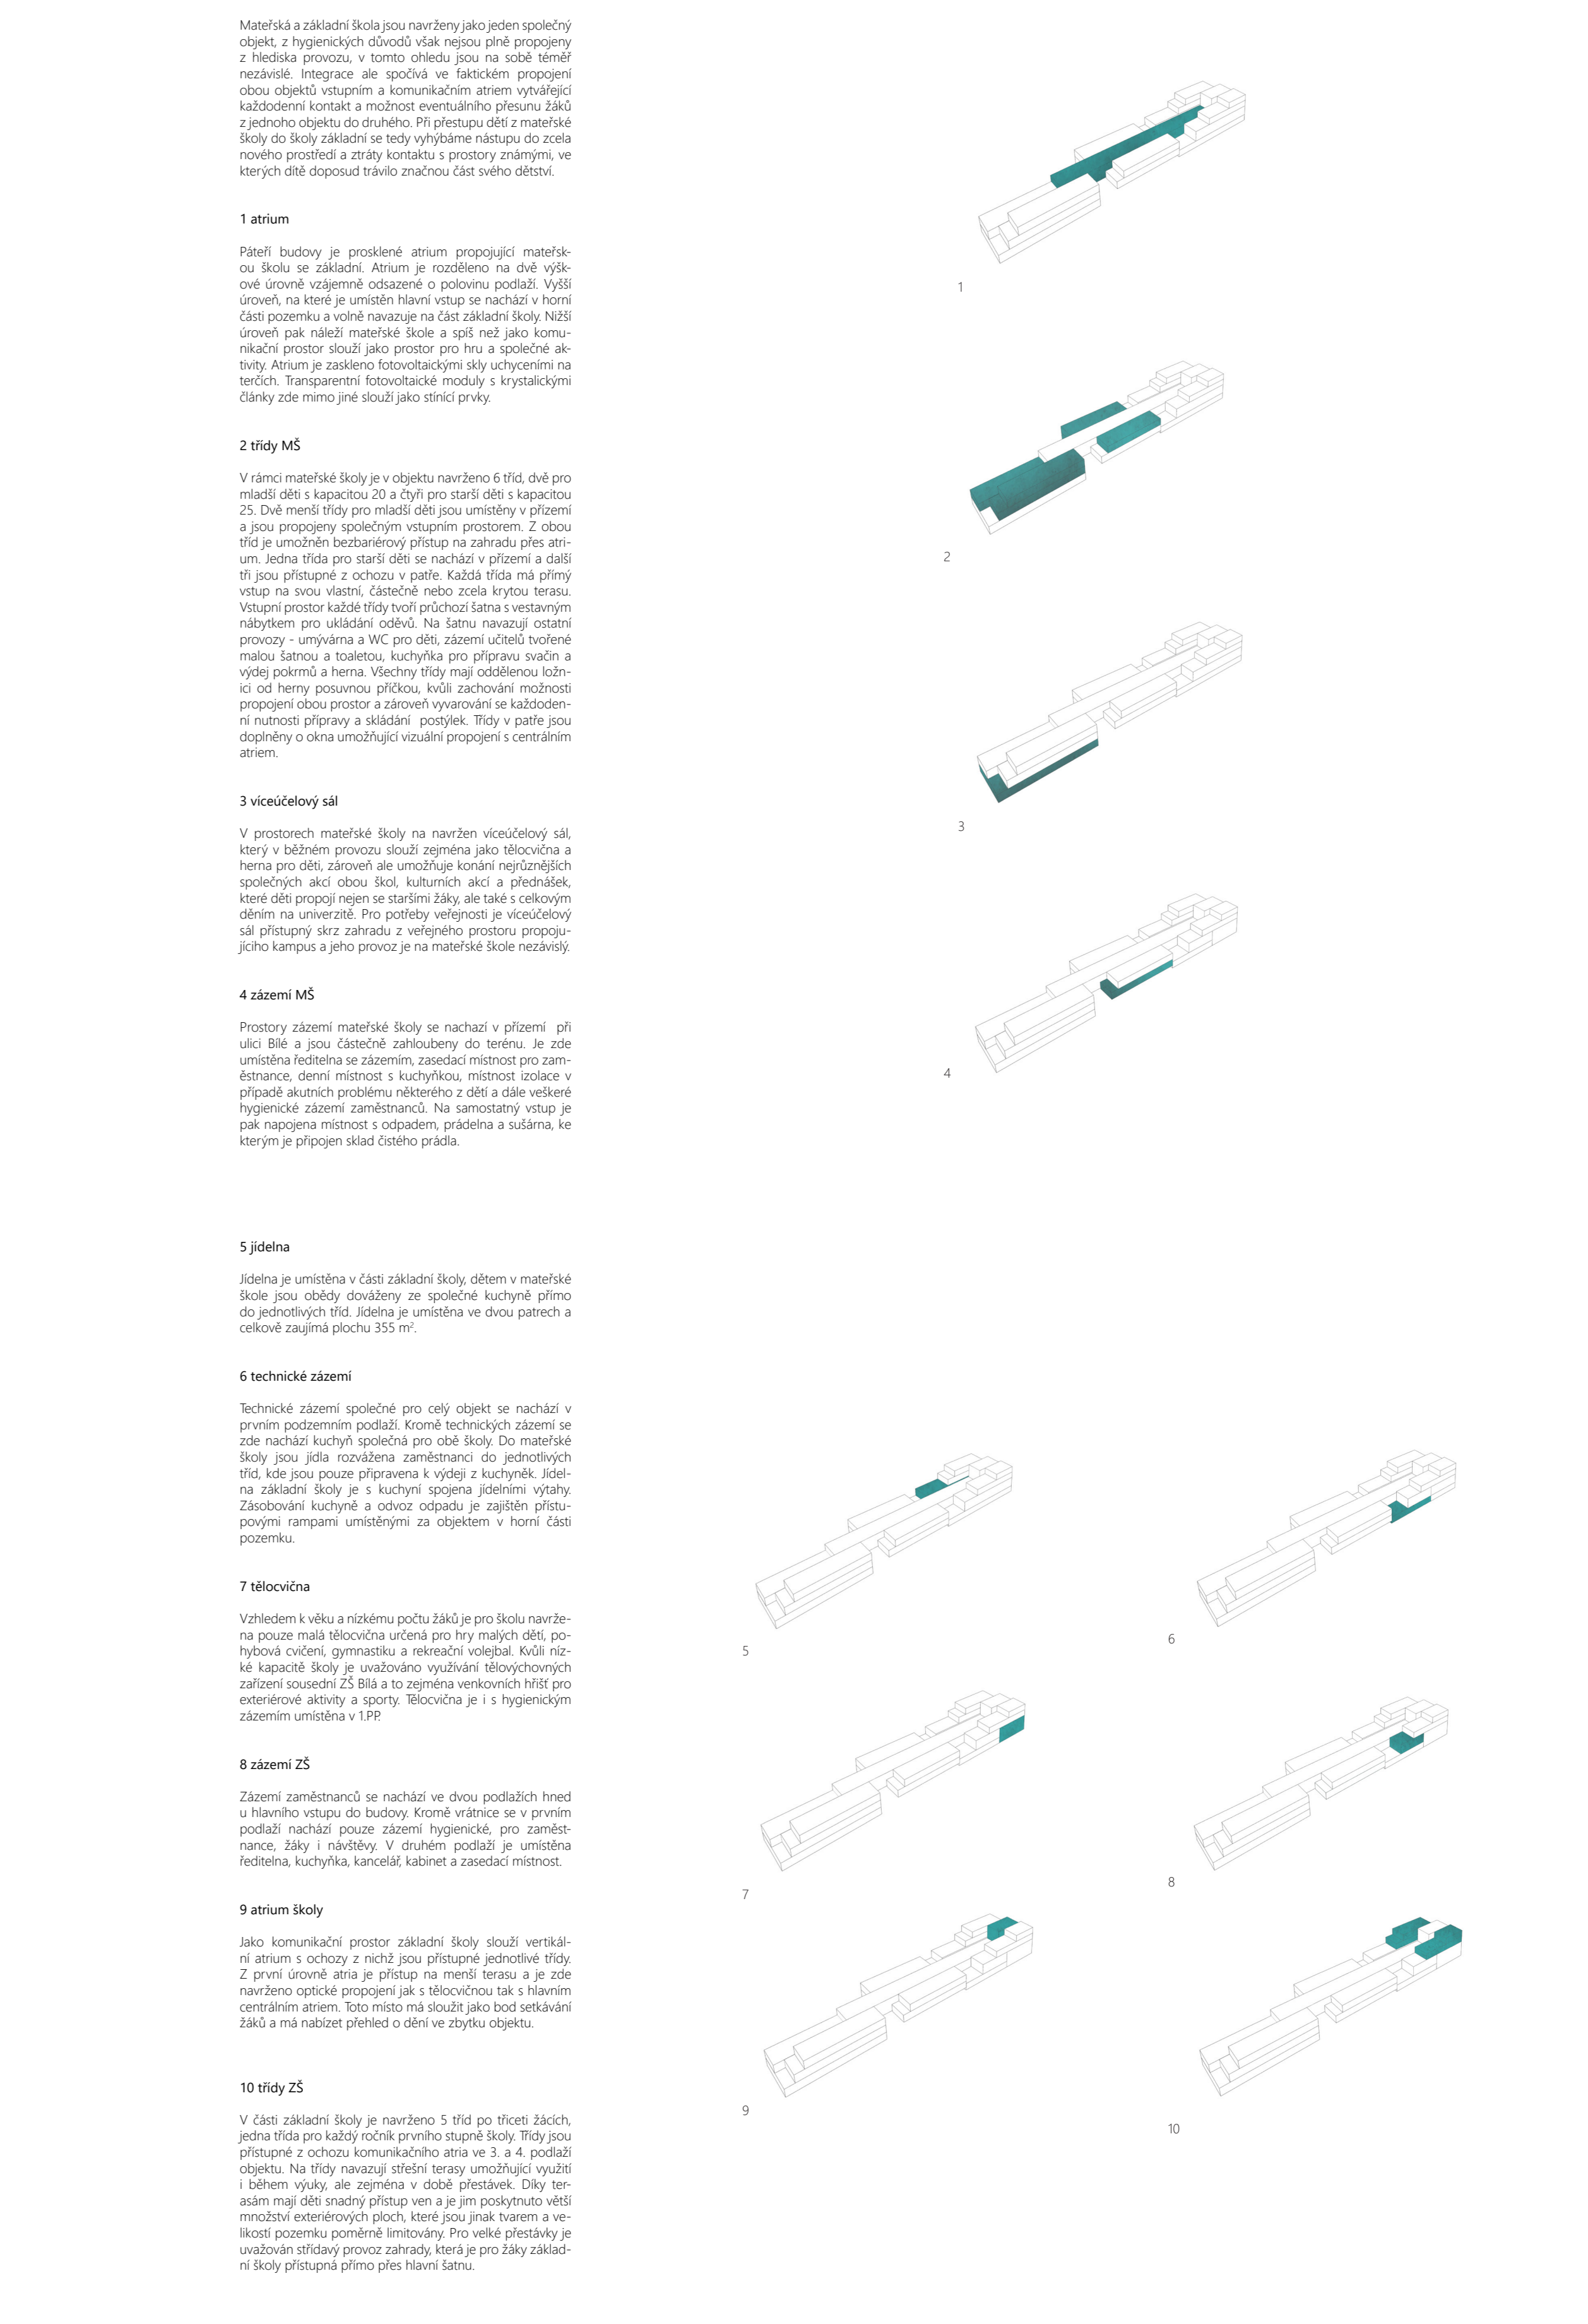 Mateřská a základní škola jsou navrženy jako jeden společný
objekt, z hygienických důvodů však nejsou plně propojeny
z hlediska provozu, v tomto ohledu jsou na sobě téměř
nezávislé. Integrace ale spočívá ve faktickém propojení
obou objektů vstupním a komunikačním atriem vytvářející
každodenní kontakt a možnost eventuálního přesunu žáků
z jednoho objektu do druhého. Při přestupu dětí z mateřské
školy do školy základní se tedy vyhýbáme nástupu do zcela
nového prostředí a ztráty kontaktu s prostory známými, ve
kterých dítě doposud trávilo značnou část svého dětství.
1 atrium
Páteří budovy je prosklené atrium propojující mateřsk-
ou školu se základní. Atrium je rozděleno na dvě výšk-
ové úrovně vzájemně odsazené o polovinu podlaží. Vyšší
úroveň, na které je umístěn hlavní vstup se nachází v horní
části pozemku a volně navazuje na část základní školy. Nižší
úroveň pak náleží mateřské škole a spíš než jako komu-
nikační prostor slouží jako prostor pro hru a společné ak-
tivity. Atrium je zaskleno fotovoltaickými skly uchyceními na
terčích. Transparentní fotovoltaické moduly s krystalickými
články zde mimo jiné slouží jako stínící prvky.
2 třídy MŠ
V rámci mateřské školy je v objektu navrženo 6 tříd, dvě pro
mladší děti s kapacitou 20 a čtyři pro starší děti s kapacitou
25. Dvě menší třídy pro mladší děti jsou umístěny v přízemí
a jsou propojeny společným vstupním prostorem. Z obou
tříd je umožněn bezbariérový přístup na zahradu přes atri-
um. Jedna třída pro starší děti se nachází v přízemí a další
tři jsou přístupné z ochozu v patře. Každá třída má přímý
vstup na svou vlastní, částečně nebo zcela krytou terasu.
Vstupní prostor každé třídy tvoří průchozí šatna s vestavným
nábytkem pro ukládání oděvů. Na šatnu navazují ostatní
provozy - umývárna a WC pro děti, zázemí učitelů tvořené
malou šatnou a toaletou, kuchyňka pro přípravu svačin a
výdej pokrmů a herna. Všechny třídy mají oddělenou ložn-
ici od herny posuvnou příčkou, kvůli zachování možnosti
propojení obou prostor a zároveň vyvarování se každoden-
ní nutnosti přípravy a skládání  postýlek. Třídy v patře jsou
doplněny o okna umožňující vizuální propojení s centrálním
atriem.
3 víceúčelový sál
V prostorech mateřské školy na navržen víceúčelový sál,
který v běžném provozu slouží zejména jako tělocvična a
herna pro děti, zároveň ale umožňuje konání nejrůznějších
společných akcí obou škol, kulturních akcí a přednášek,
které děti propojí nejen se staršími žáky, ale také s celkovým
děním na univerzitě. Pro potřeby veřejnosti je víceúčelový
sál přístupný skrz zahradu z veřejného prostoru propoju-
jícího kampus a jeho provoz je na mateřské škole nezávislý.
4 zázemí MŠ
Prostory zázemí mateřské školy se nachazí v přízemí  při
ulici Bílé a jsou částečně zahloubeny do terénu. Je zde
umístěna ředitelna se zázemím, zasedací místnost pro zam-
ěstnance, denní místnost s kuchyňkou, místnost izolace v
případě akutních problému některého z dětí a dále veškeré
hygienické zázemí zaměstnanců. Na samostatný vstup je
pak napojena místnost s odpadem, prádelna a sušárna, ke
kterým je připojen sklad čistého prádla.
1
2
3
4
5 jídelna
Jídelna je umístěna v části základní školy, dětem v mateřské
škole jsou obědy dováženy ze společné kuchyně přímo
do jednotlivých tříd. Jídelna je umístěna ve dvou patrech a
celkově zaujímá plochu 355 m².
6 technické zázemí
Technické zázemí společné pro celý objekt se nachází v
prvním podzemním podlaží. Kromě technických zázemí se
zde nachází kuchyň společná pro obě školy. Do mateřské
školy jsou jídla rozvážena zaměstnanci do jednotlivých
tříd, kde jsou pouze připravena k výdeji z kuchyněk. Jídel-
na základní školy je s kuchyní spojena jídelními výtahy.
Zásobování kuchyně a odvoz odpadu je zajištěn přístu-
povými rampami umístěnými za objektem v horní části
pozemku.
7 tělocvična
Vzhledem k věku a nízkému počtu žáků je pro školu navrže-
na pouze malá tělocvična určená pro hry malých dětí, po-
hybová cvičení, gymnastiku a rekreační volejbal. Kvůli níz-
ké kapacitě školy je uvažováno využívání tělovýchovných
zařízení sousední ZŠ Bílá a to zejména venkovních hřišť pro
exteriérové aktivity a sporty. Tělocvična je i s hygienickým
zázemím umístěna v 1.PP.
8 zázemí ZŠ
Zázemí zaměstnanců se nachází ve dvou podlažích hned
u hlavního vstupu do budovy. Kromě vrátnice se v prvním
podlaží nachází pouze zázemí hygienické, pro zaměst-
nance, žáky i návštěvy. V druhém podlaží je umístěna
ředitelna, kuchyňka, kancelář, kabinet a zasedací místnost.
9 atrium školy
Jako komunikační prostor základní školy slouží vertikál-
ní atrium s ochozy z nichž jsou přístupné jednotlivé třídy.
Z první úrovně atria je přístup na menší terasu a je zde
navrženo optické propojení jak s tělocvičnou tak s hlavním
centrálním atriem. Toto místo má sloužit jako bod setkávání
žáků a má nabízet přehled o dění ve zbytku objektu.
10 třídy ZŠ
V části základní školy je navrženo 5 tříd po třiceti žácích,
jedna třída pro každý ročník prvního stupně školy. Třídy jsou
přístupné z ochozu komunikačního atria ve 3. a 4. podlaží
objektu. Na třídy navazují střešní terasy umožňující využití
i během výuky, ale zejména v době přestávek. Díky ter-
asám mají děti snadný přístup ven a je jim poskytnuto větší
množství exteriérových ploch, které jsou jinak tvarem a ve-
likostí pozemku poměrně limitovány. Pro velké přestávky je
uvažován střídavý provoz zahrady, která je pro žáky základ-
ní školy přístupná přímo přes hlavní šatnu.
5
6
7
8
9
10